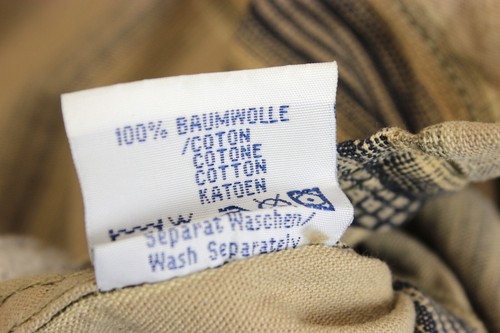 100% BAUMWOLLE
/COTON
COTONE
COTTON
KATOEN
Separat Waschen/
Wash Separately